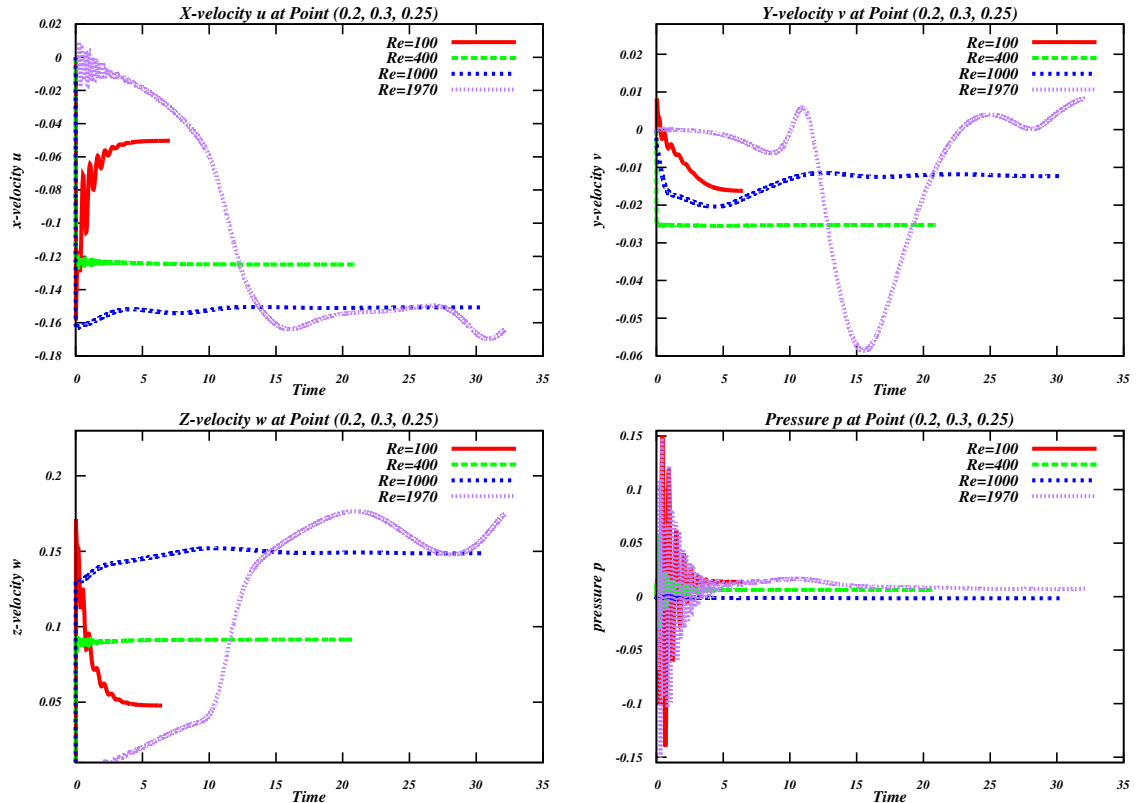 X-velocity u at Point (0.2, 0.3, 0.25)
x-velocity u
0.02
0
-0.02
-0.04
-0.06
-0.08
-0.1
-0.12
-0.14
-0.16
-0.18
Re=100
Re=400
Re=1000
Re=1970
0 5 10 15 20 25 30 35
Time
Y-velocity v at Point (0.2, 0.3, 0.25)
y-velocity v
0.02
0.01
0
-0.01
-0.02
-0.03
-0.04
-0.05
-0.06
Re=100
Re=400
Re=1000
Re=1970
0 5 10 15 20 25 30 35
Time
Z-velocity w at Point (0.2, 0.3, 0.25)
z-velocity w
0.2
0.15
0.1
0.05
Re=100
Re=400
Re=1000
Re=1970
0 5 10 15 20 25 30 35
Time
Pressure p at Point (0.2, 0.3, 0.25)
pressure p
0.15
0.1
0.05
0
-0.05
-0.1
-0.15
Re=100
Re=400
Re=1000
Re=1970
0 5 10 15 20 25 30 35
Time